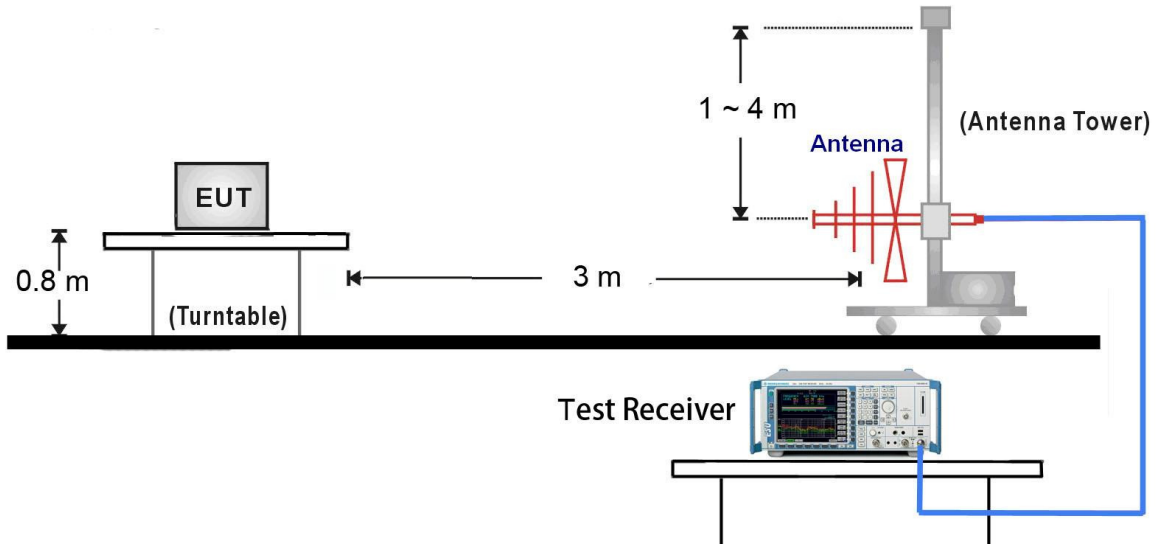 1 ~ 4 m
(Antenna Tower)
Antenna
EUT
0.8 m
(Turntable)
3 m
Test Receiver